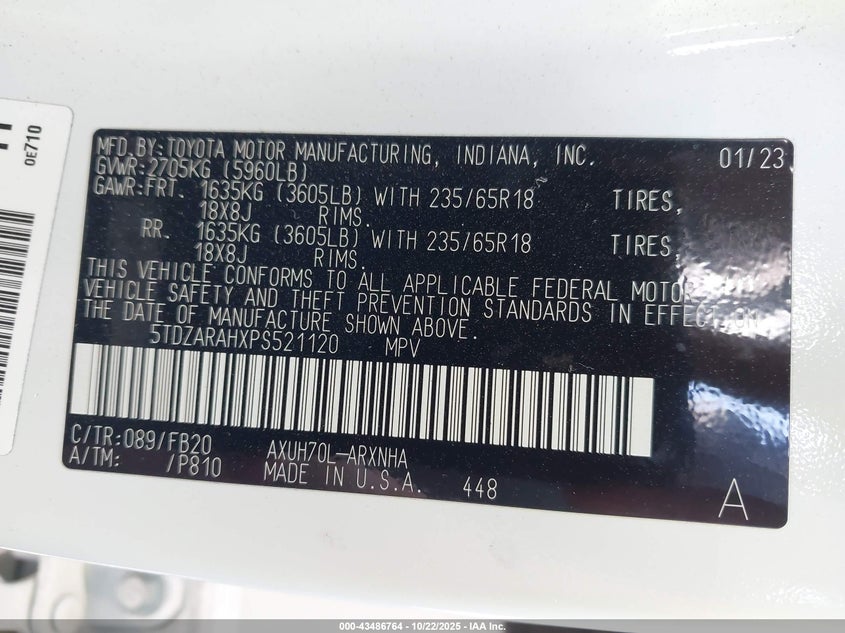 0E710
MFD.BY:TOYOTA MOTOR MANUFACTURING, INDIANA, INC. 01/23
GVWR:2705KG (5960LB)
GAWR:FRT. 1635KG (3605LB) WITH 235/65R18 TIRES,
18X8J RIMS.
RR. 1635KG (3605LB) WITH 235/65R18 TIRES,
18X8J RIMS.
THIS VEHICLE CONFORMS TO ALL APPLICABLE FEDERAL MOTOR
VEHICLE SAFETY AND THEFT PREVENTION STANDARDS IN EFFECT ON
THE DATE OF MANUFACTURE SHOWN ABOVE.
5TDZARAHXPS521120 MPV
C/TR:089/FB20 AXUH70L-ARXNHA
A/TM: /P810 MADE IN U.S.A. 448
A
000-43486764 - 10/22/2025 - IAA Inc.